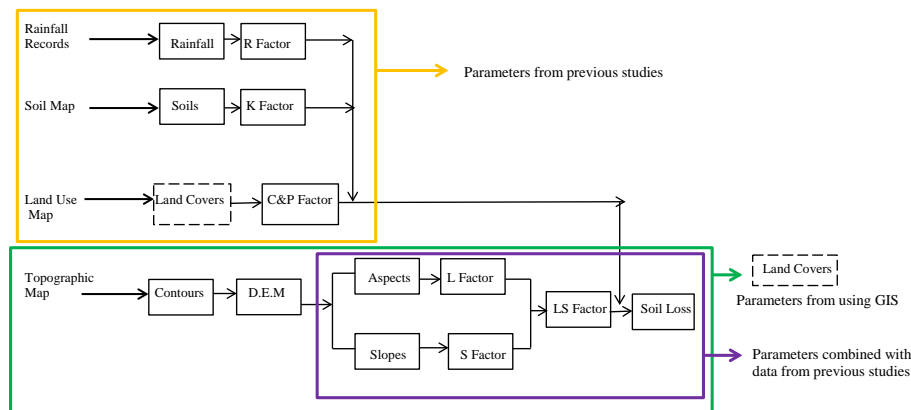 Rainfall
Records
Rainfall
R Factor
Parameters from previous studies
Soil Map
Soils
K Factor
Land Use
Map
Land Covers
C&P Factor
Topographic
Map
Contours
D.E.M
Aspects
L Factor
Slopes
S Factor
LS Factor
Soil Loss
Land Covers
Parameters from using GIS
Parameters combined with
data from previous studies